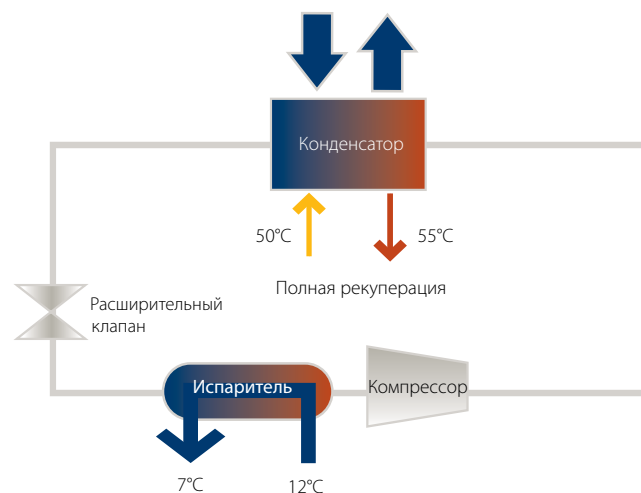 Конденсатор
50°C
55°C
Полная рекуперация
Расширительный
клапан
Испаритель
Компрессор
7°C
12°C